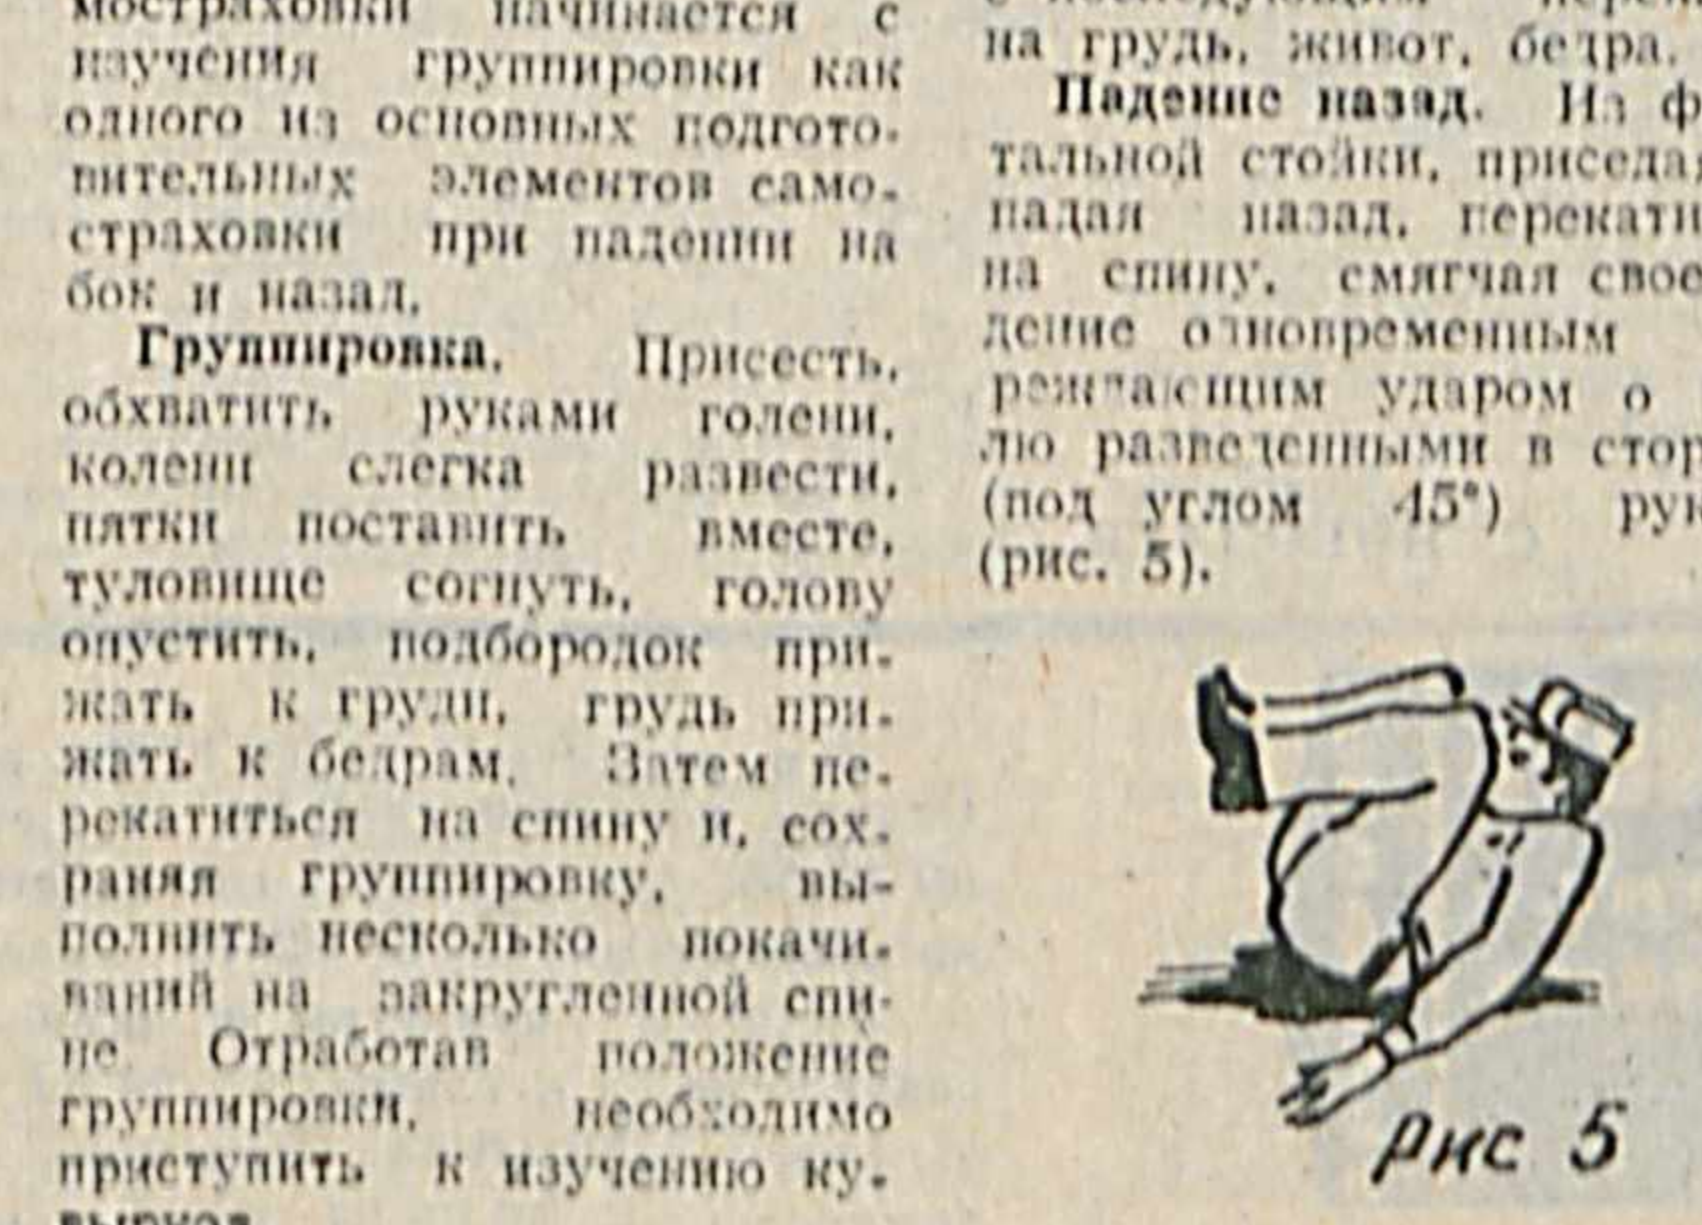 мостраховки начинается с
изучения группировки как
одного из основных подгото-
вительных элементов само-
страховки при падении на
бок и назад.
Группировка. Присесть,
обхватить руками голени,
колени слегка развести,
пятки поставить вместе,
туловище согнуть, голову
опустить, подбородок при-
жать к груди, грудь при-
жать к бедрам. Затем пе-
рекатиться на спину и, сох-
раняя группировку, вы-
полнить несколько покачи-
ваний на закругленной спи-
не. Отработав положение
группировки, необходимо
приступить к изучению ку-
на грудь, живот, бедра.
Падение назад. Из ф
тальной стойки, приседа
падая назад, перекати
на спину, смягчая свое
дение одновременным
реждающим ударом о
лю разведенными в стор
(под углом 45°) рук
(рис. 5).
рис 5